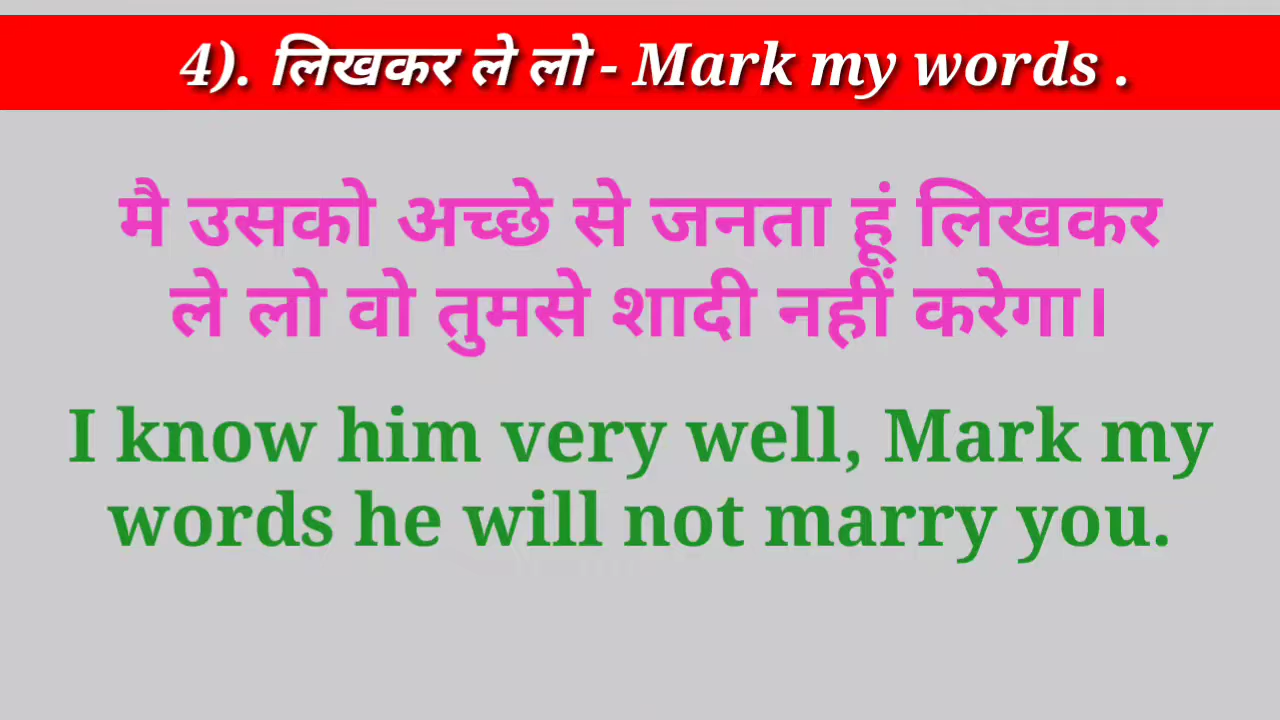 4). लिखकर ले लो - Mark my words .
मै उसको अच्छे से जनता हूं लिखकर
ले लो वो तुमसे शादी नहीं करेगा।
I know him very well, Mark my
words he will not marry you.